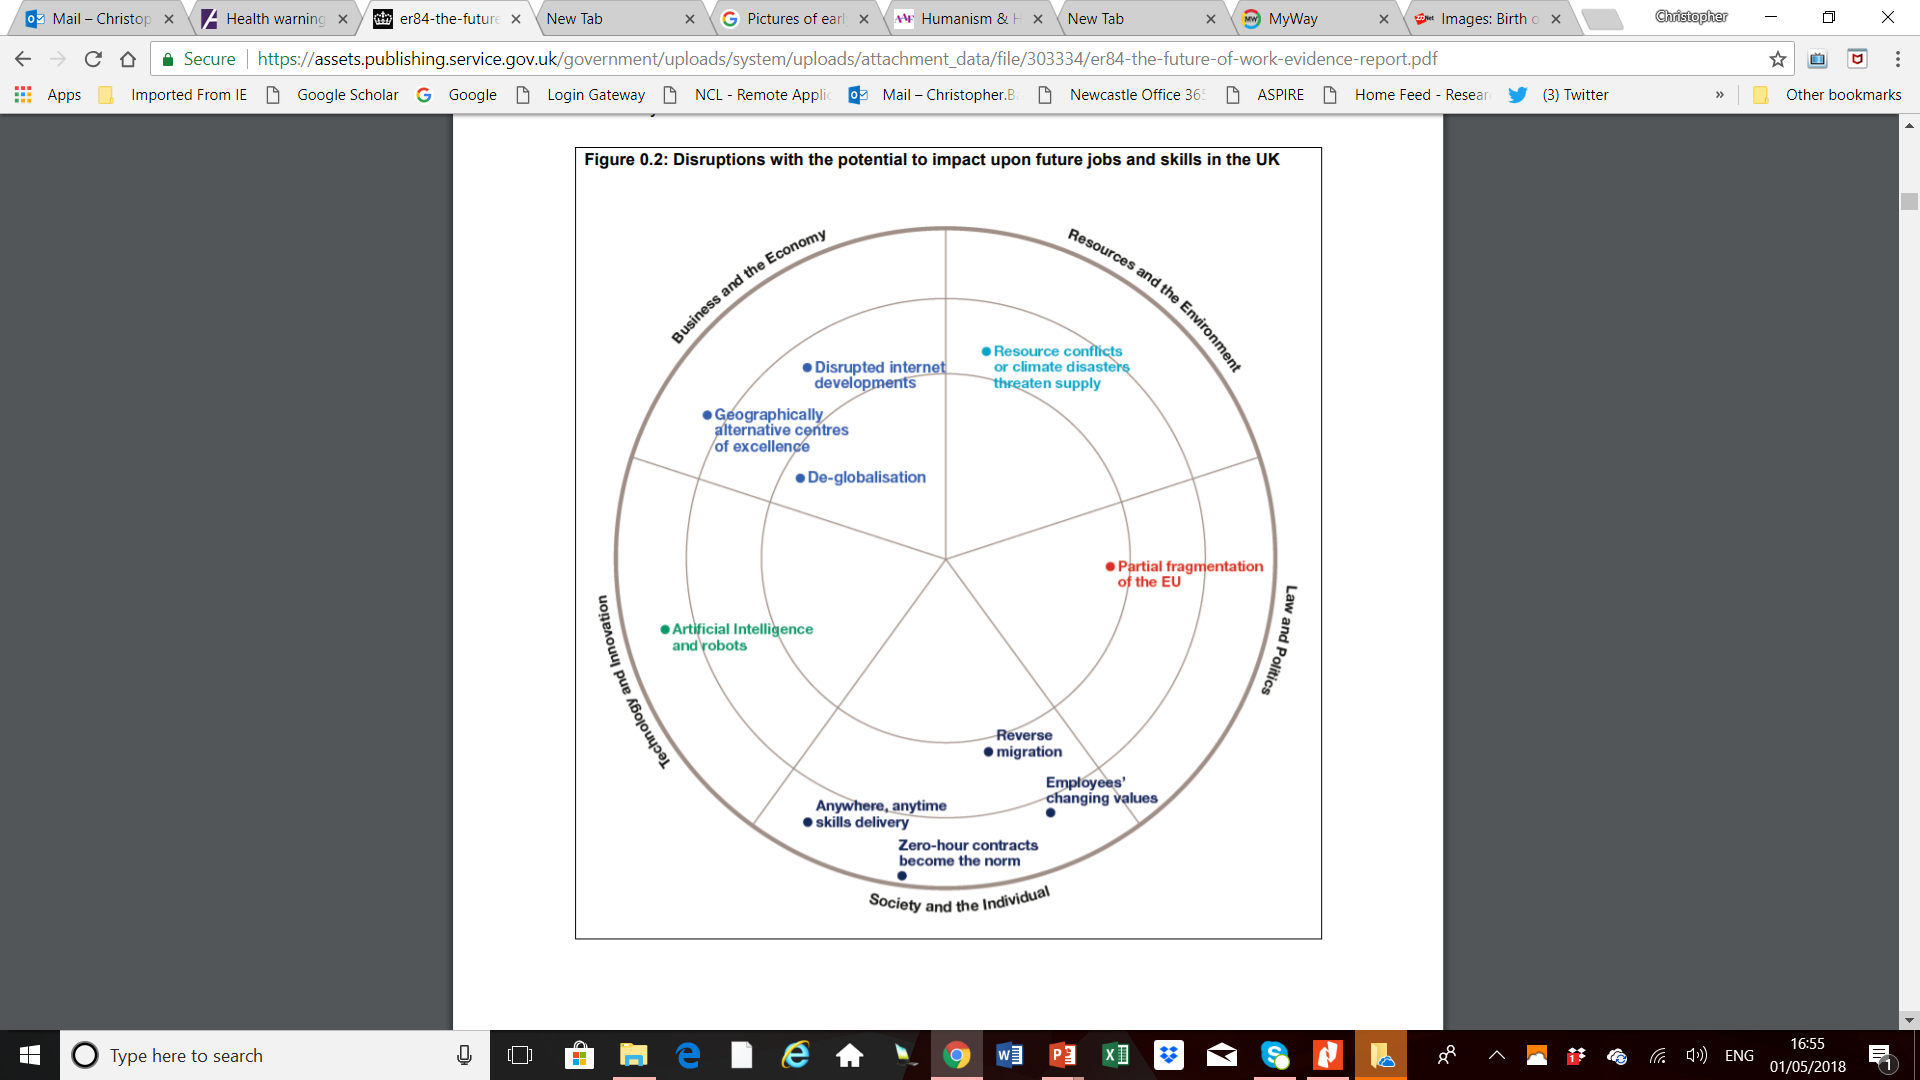 Mail – Christop
Health warning
er84-the-future
New Tab
Pictures of earl
Humanism & H
New Tab
MyWay
Images: Birth o
Christopher
Secure
https://assets.publishing.service.gov.uk/government/uploads/system/uploads/attachment_data/file/303334/er84-the-future-of-work-evidence-report.pdf
Apps
Imported From IE
Google Scholar
Google
Login Gateway
NCL - Remote Applic
Mail – Christopher.B
Newcastle Office 365
ASPIRE
Home Feed - Resear
(3) Twitter
»
Other bookmarks
Figure 0.2: Disruptions with the potential to impact upon future jobs and skills in the UK
Business and the Economy
Resources and the Environment
Disrupted internet
developments
Resource conflicts
or climate disasters
threaten supply
Geographically
alternative centres
of excellence
De-globalisation
Partial fragmentation
of the EU
Law and Politics
Technology and Innovation
Artificial Intelligence
and robots
Reverse
migration
Employees’
changing values
Anywhere, anytime
skills delivery
Zero-hour contracts
become the norm
Society and the Individual
Type here to search
ENG
16:55
01/05/2018
1